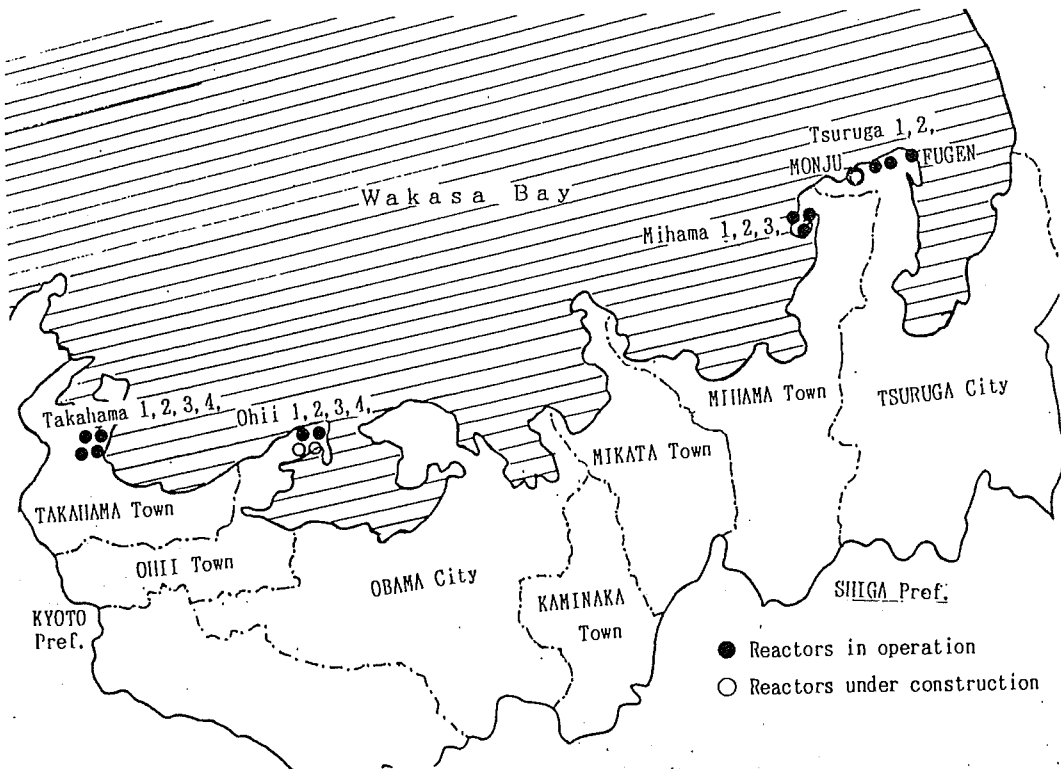 Tsuruga 1, 2,
MONJU
FUGEN
Wakasa Bay
Mihama 1, 2, 3,
Takahama 1, 2, 3, 4,
Ohii 1, 2, 3, 4,
MIHAMA Town
TSURUGA City
MIKATA Town
TAKAHAMA Town
OHII Town
OBAMA City
KAMINAKA
Town
SHIGA Pref.
KYOTO
Pref.
● Reactors in operation
○ Reactors under construction